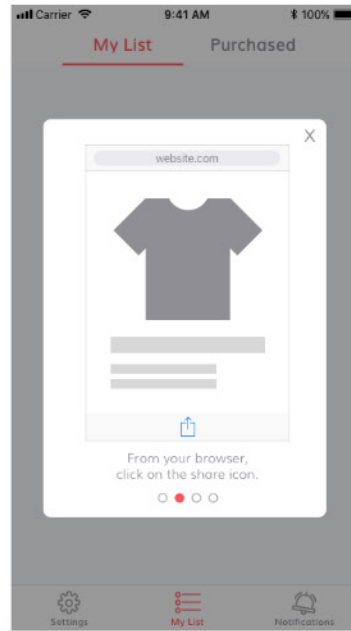 Carrier 9:41 AM 100%
My List Purchased
X
website.com
From your browser,
click on the share icon.
Settings My List Notifications